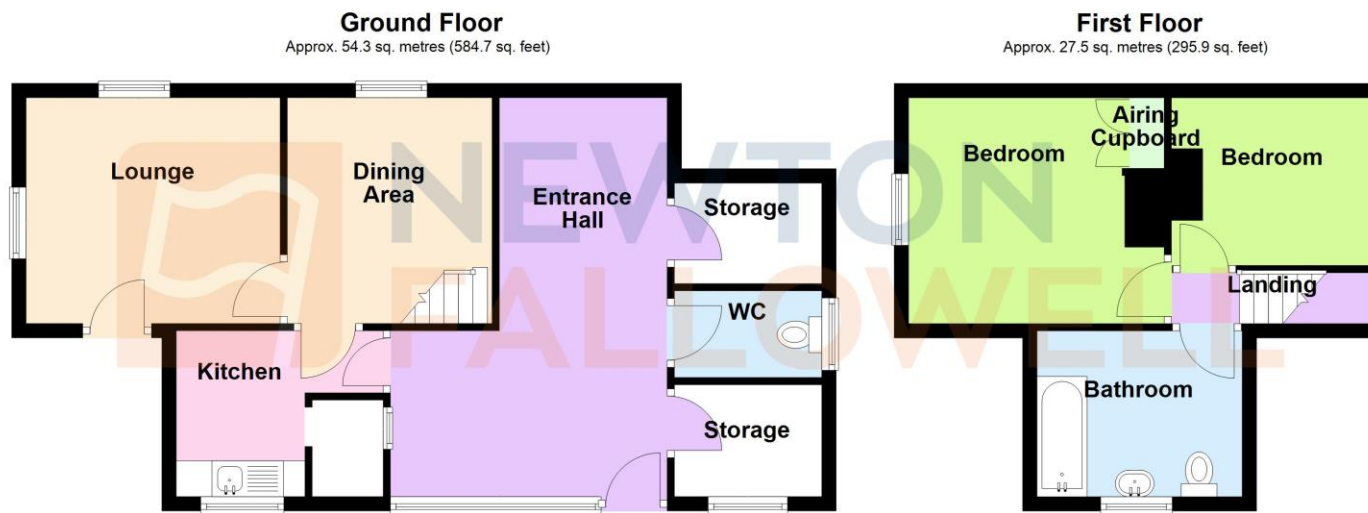 Ground Floor
Approx. 54.3 sq. metres (584.7 sq. feet)
First Floor
Approx. 27.5 sq. metres (295.9 sq. feet)
Lounge
Dining
Area
Entrance
Hall
Storage
WC
Storage
Kitchen
Bedroom
Airing
Cupboard
Bedroom
Landing
Bathroom
NEWTON
FALLOWELL